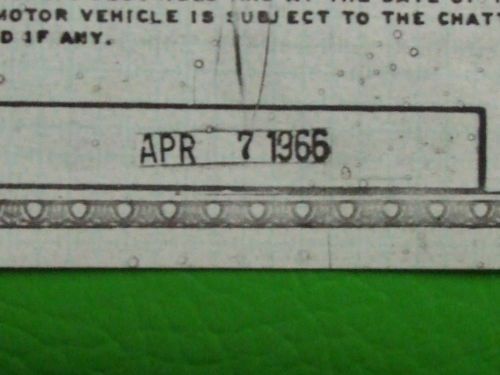 MOTOR VEHICLE IS SUBJECT TO THE CHATT
D IF ANY.
APR 7 1966